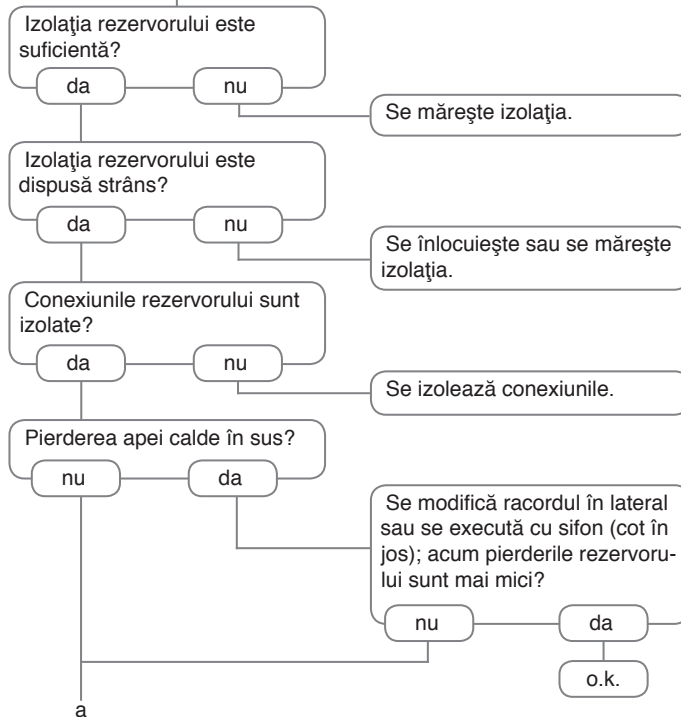 Izolaţia rezervorului este
suficientă?
da
nu
Se măreşte izolaţia.
Izolaţia rezervorului este
dispusă strâns?
da
nu
Se înlocuieşte sau se măreşte
izolaţia.
Conexiunile rezervorului sunt
izolate?
da
nu
Se izolează conexiunile.
Pierderea apei calde în sus?
nu
da
Se modifică racordul în lateral
sau se execută cu sifon (cot în
jos); acum pierderile rezervoru-
lui sunt mai mici?
nu
da
o.k.
a